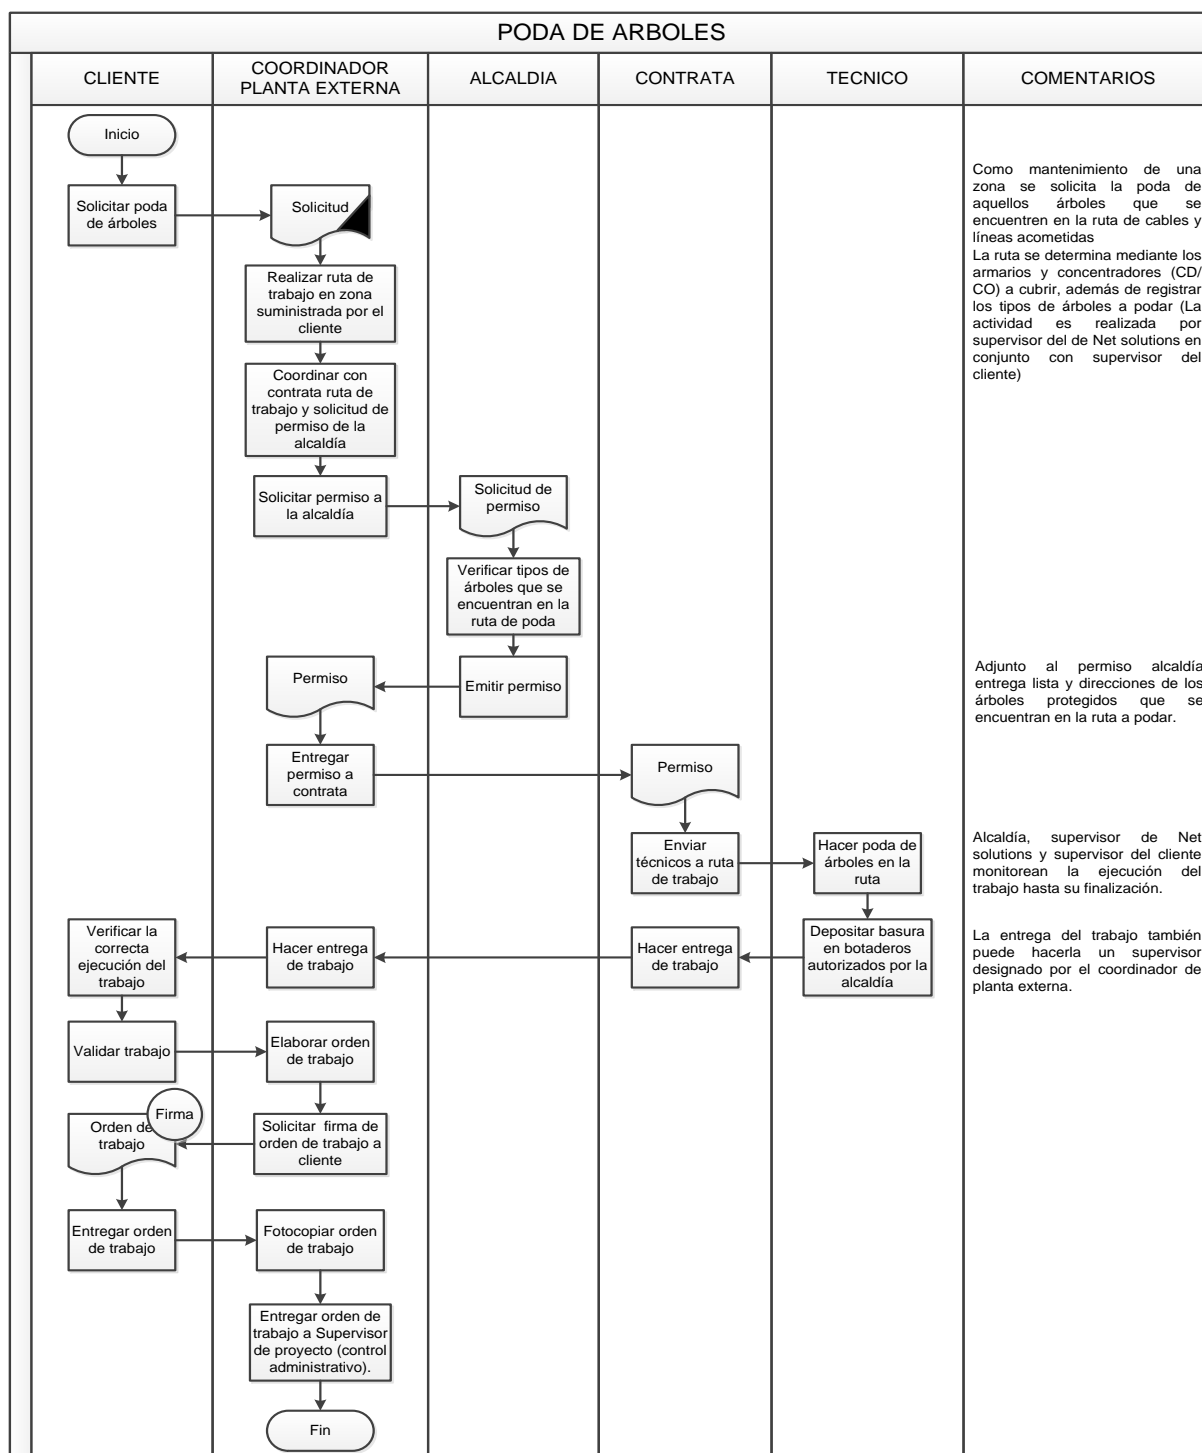 PODA DE ARBOLES
CLIENTE
COORDINADOR
PLANTA EXTERNA
ALCALDIA
CONTRATA
TECNICO
COMENTARIOS
Inicio
Solicitar poda
de árboles
Solicitud
Como mantenimiento de una
zona se solicita la poda de
aquellos árboles que se
encuentren en la ruta de cables y
líneas acometidas
La ruta se determina mediante los
armarios y concentradores (CD/
CO) a cubrir, además de registrar
los tipos de árboles a podar (La
actividad es realizada por
supervisor del de Net solutions en
conjunto con supervisor del
cliente)
Realizar ruta de
trabajo en zona
suministrada por el
cliente
Coordinar con
contrata ruta de
trabajo y solicitud de
permiso de la
alcaldía
Solicitar permiso a
la alcaldía
Solicitud de
permiso
Verificar tipos de
árboles que se
encuentran en la
ruta de poda
Emitir permiso
Permiso
Adjunto al permiso alcaldía
entrega lista y direcciones de los
árboles protegidos que se
encuentran en la ruta a podar.
Entregar
permiso a
contrata
Permiso
Enviar
técnicos a ruta
de trabajo
Hacer poda de
árboles en la
ruta
Alcaldía, supervisor de Net
solutions y supervisor del cliente
monitorean la ejecución del
trabajo hasta su finalización.
Depositar basura
en botaderos
autorizados por la
alcaldía
Hacer entrega
de trabajo
Hacer entrega
de trabajo
Verificar la
correcta
ejecución del
trabajo
La entrega del trabajo también
puede hacerla un supervisor
designado por el coordinador de
planta externa.
Validar trabajo
Elaborar orden
de trabajo
Solicitar firma de
orden de trabajo a
cliente
Firma
Orden de
trabajo
Entregar orden
de trabajo
Fotocopiar orden
de trabajo
Entregar orden de
trabajo a Supervisor
de proyecto (control
administrativo).
Fin